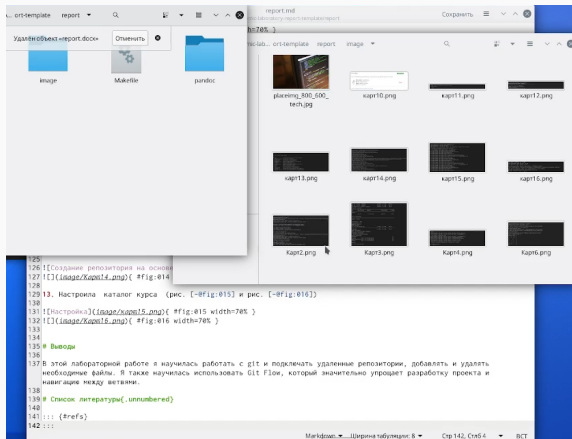 report.md
ort-template report
Сохранить
Удалён объект «report.docx»
Отменить
image
Makefile
pandoc
ort-template report image
placeimg_800_600_
tech.jpg
карт10.png
карт11.png
карт12.png
карт13.png
карт14.png
карт15.png
карт16.png
Карт2.png
Карт3.png
Карт4.png
Карт6.png
125
126 ![Создание репозитория на основе
127 ![](image/Карт14.png){ #fig:014
128
129 13. Настроила каталог курса (рис. [-@fig:015] и рис. [-@fig:016])
130
131 ![Настройка](image/карт15.png){ #fig:015 width=70% }
132 ![](image/Карт16.png){ #fig:016 width=70% }
133
134
135 # Выводы
136
137 В этой лабораторной работе я научилась работать с git и подключать удаленные репозитории, добавлять и удалять
необходимые файлы. Я также научилась использовать Git Flow, который значительно упрощает разработку проекта и
навигацию между ветвями.
138
139 # Список литературы{.unnumbered}
140
141 ::: {#refs}
142 :::
Markdown Ширина табуляции: 8 Стр 142, Стлб 4 ВСТ